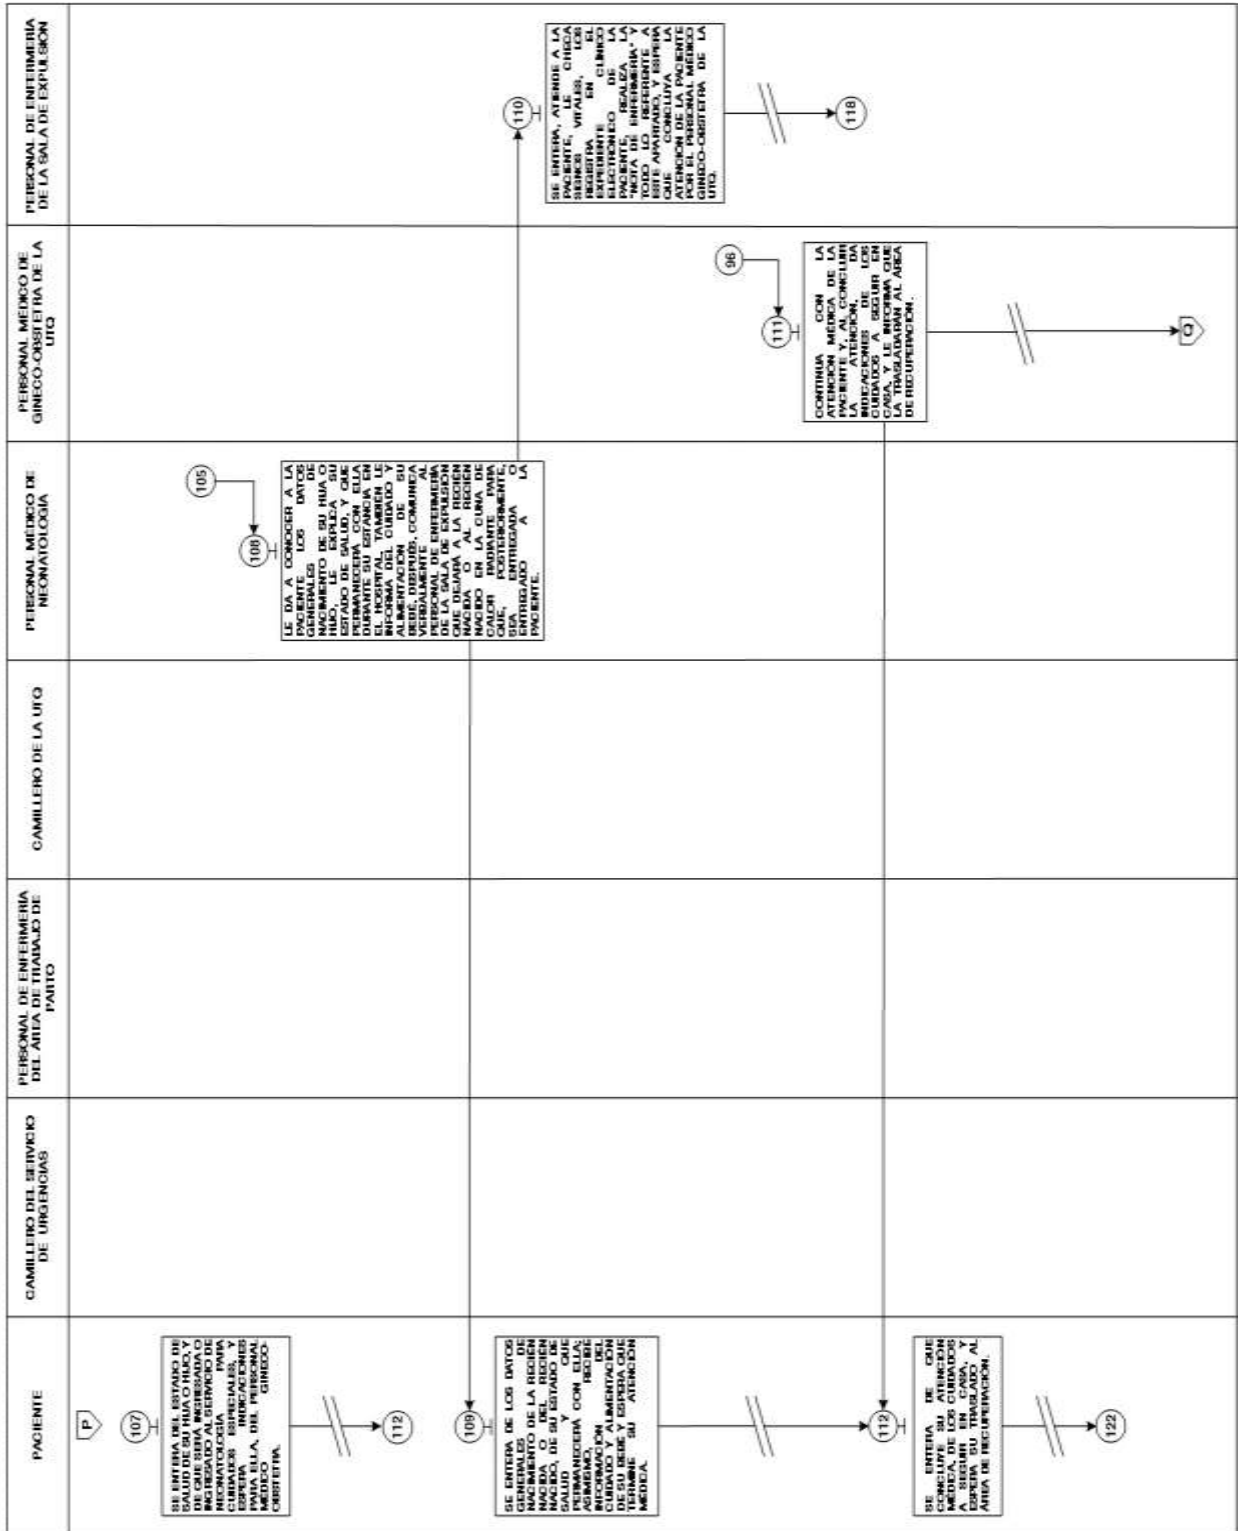 PACIENTE
CAMILLERO DEL SERVICIO
DE URGENCIAS
PERSONAL DE ENFERMERÍA
DEL ÁREA DE TRABAJO DE
PARTO
CAMILLERO DE LA UTQ
PERSONAL MÉDICO DE
NEONATOLOGÍA
PERSONAL MÉDICO DE
GINECO-OBSTETRA DE LA
UTQ
PERSONAL DE ENFERMERÍA
DE LA SALA DE EXPULSIÓN
P
107
SE ENTERA DEL ESTADO DE
SALUD DE SU HIJA O HIJO, Y
DE QUE SERÁ INGRESADA O
INGRESADO AL SERVICIO DE
NEONATOLOGÍA PARA
CUIDADOS ESPECIALES, Y
ESPERA INDICACIONES
PARA ELLA, DEL PERSONAL
MÉDICO GINECO-
OBSTETRA.
112
105
108
LE DA A CONOCER A LA
PACIENTE LOS DATOS
GENERALES DE
NACIMIENTO DE SU HIJA O
HIJO, LE EXPLICA SU
ESTADO DE SALUD, Y QUE
PERMANECERÁ CON ELLA
DURANTE SU ESTANCIA EN
EL HOSPITAL, TAMBIÉN LE
INFORMA DEL CUIDADO Y
ALIMENTACIÓN DE SU
BEBÉ, DESPUÉS, COMUNICA
VERBALMENTE AL
PERSONAL DE ENFERMERÍA
DE LA SALA DE EXPULSIÓN
QUE DEJARÁ A LA RECIÉN
NACIDA O AL RECIÉN
NACIDO EN LA CUNA DE
CALOR RADIANTE PARA
QUE, POSTERIORMENTE,
SEA ENTREGADA O
ENTREGADO A LA
PACIENTE.
109
SE ENTERA DE LOS DATOS
GENERALES DE
NACIMIENTO DE LA RECIÉN
NACIDA O DEL RECIÉN
NACIDO, DE SU ESTADO DE
SALUD Y QUE
PERMANECERÁ CON ELLA;
ASIMISMO, RECIBE
INFORMACIÓN DEL
CUIDADO Y ALIMENTACIÓN
DE SU BEBÉ Y ESPERA QUE
TERMINE SU ATENCIÓN
MÉDICA.
110
SE ENTERA, ATIENDE A LA
PACIENTE, LE CHECA
SIGNOS VITALES, LOS
REGISTRA EN EL
EXPEDIENTE CLÍNICO
ELECTRÓNICO DE LA
PACIENTE, REALIZA LA
"NOTA DE ENFERMERÍA" Y
TODO LO REFERENTE A
ESTE APARTADO, Y ESPERA
QUE CONCLUYA LA
ATENCIÓN DE LA PACIENTE
POR EL PERSONAL MÉDICO
GINECO-OBSTETRA DE LA
UTQ.
118
96
111
CONTINUA CON LA
ATENCIÓN MÉDICA DE LA
PACIENTE Y, AL CONCLUIR
LA ATENCIÓN, DA
INDICACIONES DE LOS
CUIDADOS A SEGUIR EN
CASA, Y LE INFORMA QUE
LA TRASLADARÁN AL ÁREA
DE RECUPERACIÓN.
Q
112
SE ENTERA DE QUE
CONCLUYE SU ATENCIÓN
MÉDICA, DE LOS CUIDADOS
A SEGUIR EN CASA, Y
ESPERA SU TRASLADO AL
ÁREA DE RECUPERACIÓN.
122